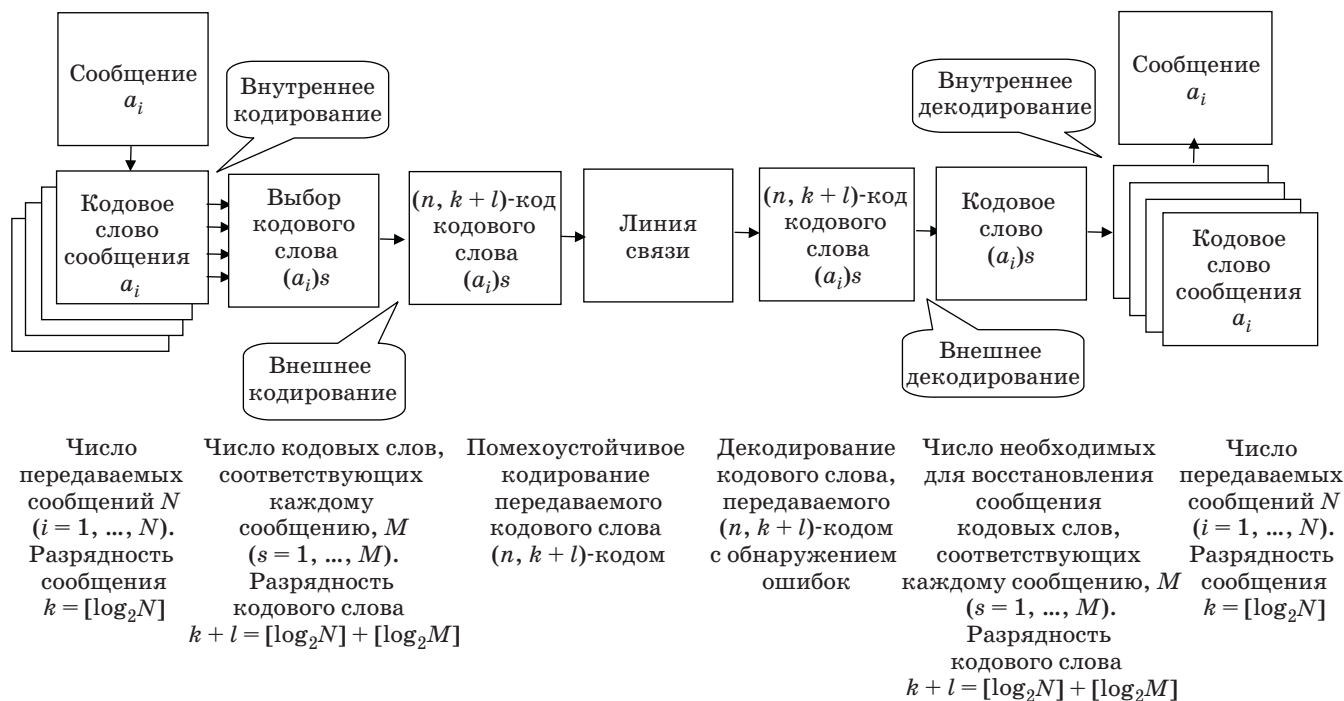 Сообщение
a_i
Внутреннее
кодирование
Кодовое
слово
сообщения
a_i
Выбор
кодового
слова
(a_i)s
(n, k + l)-код
кодового
слова
(a_i)s
Внешнее
кодирование
Линия
связи
(n, k + l)-код
кодового
слова
(a_i)s
Внешнее
декодирование
Кодовое
слово
(a_i)s
Внутреннее
декодирование
Сообщение
a_i
Кодовое
слово
сообщения
a_i
Число
передаваемых
сообщений N
(i = 1, ..., N).
Разрядность
сообщения
k = [log₂N]
Число кодовых слов,
соответствующих
каждому
сообщению, M
(s = 1, ..., M).
Разрядность
кодового слова
k + l = [log₂N] + [log₂M]
Помехоустойчивое
кодирование
передаваемого
кодового слова
(n, k + l)-кодом
Декодирование
кодового слова,
передаваемого
(n, k + l)-кодом
с обнаружением
ошибок
Число необходимых
для восстановления
сообщения
кодовых слов,
соответствующих
каждому сообщению, M
(s = 1, ..., M).
Разрядность
кодового слова
k + l = [log₂N] + [log₂M]
Число
передаваемых
сообщений N
(i = 1, ..., N).
Разрядность
сообщения
k = [log₂N]